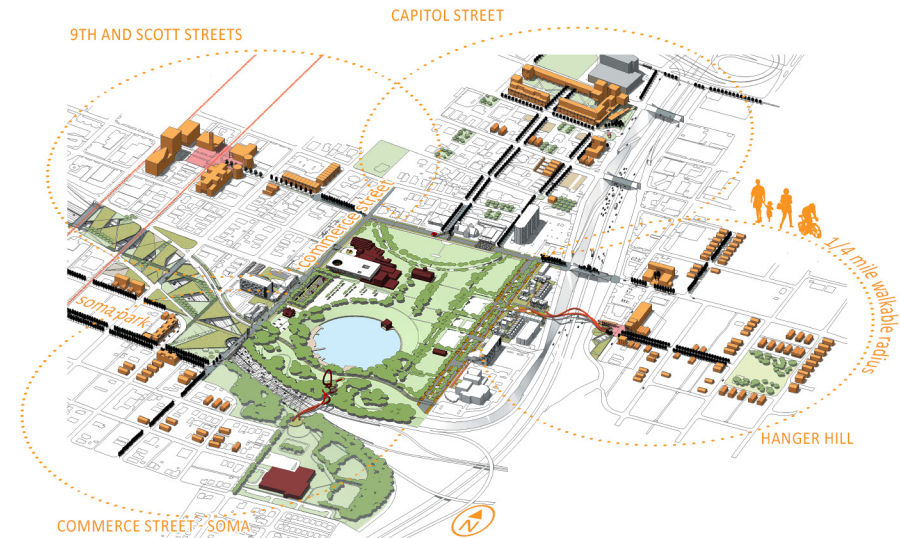 CAPITOL STREET
9TH AND SCOTT STREETS
commerce street
1/4 mile walkable radius
soma park
HANGER HILL
COMMERCE STREET - SOMA
N